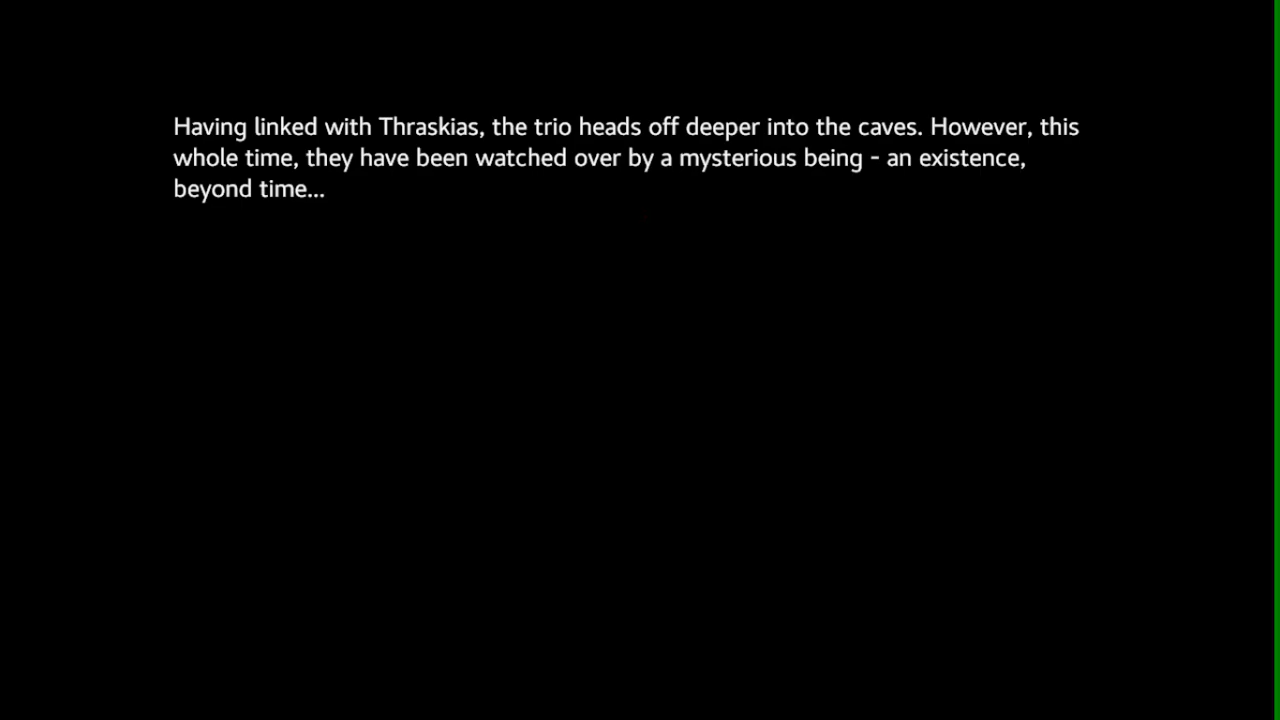 Having linked with Thraskias, the trio heads off deeper into the caves. However, this
whole time, they have been watched over by a mysterious being - an existence,
beyond time...